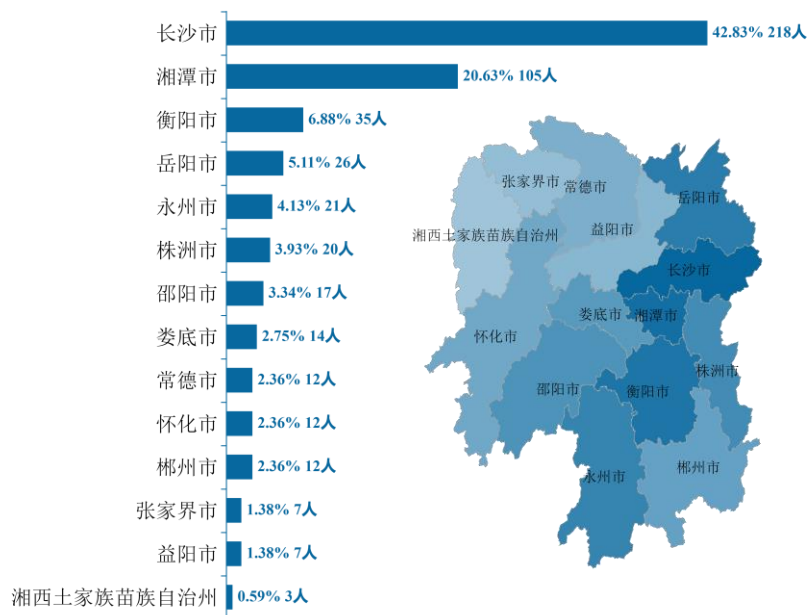 长沙市 42.83% 218人
湘潭市 20.63% 105人
衡阳市 6.88% 35人
岳阳市 5.11% 26人
永州市 4.13% 21人
株洲市 3.93% 20人
邵阳市 3.34% 17人
娄底市 2.75% 14人
常德市 2.36% 12人
怀化市 2.36% 12人
郴州市 2.36% 12人
张家界市 1.38% 7人
益阳市 1.38% 7人
湘西土家族苗族自治州 0.59% 3人
张家界市
常德市
岳阳市
湘西土家族苗族自治州
益阳市
长沙市
娄底市
湘潭市
怀化市
株洲市
邵阳市
衡阳市
郴州市
永州市